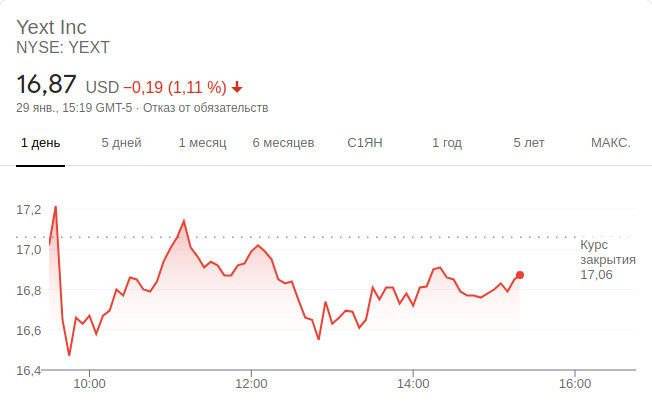 Yext Inc
NYSE: YEXT
16,87 USD −0,19 (1,11 %)
29 янв., 15:19 GMT-5 · Отказ от обязательств
1 день 5 дней 1 месяц 6 месяцев С1ЯН 1 год 5 лет МАКС.
17,2
17,0
16,8
16,6
16,4
Курс
закрытия
17,06
10:00 12:00 14:00 16:00